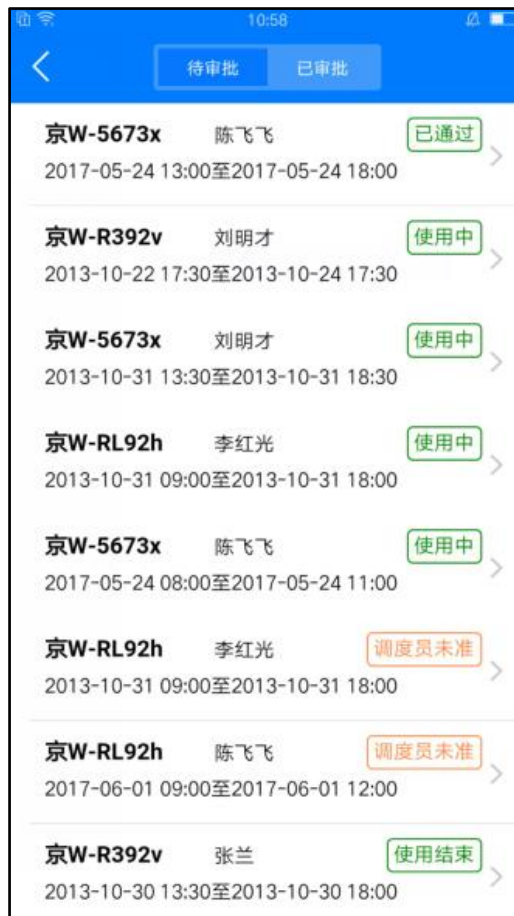 10:58
待审批 已审批
京W-5673x 陈飞飞 已通过
2017-05-24 13:00至2017-05-24 18:00
京W-R392v 刘明才 使用中
2013-10-22 17:30至2013-10-24 17:30
京W-5673x 刘明才 使用中
2013-10-31 13:30至2013-10-31 18:30
京W-RL92h 李红光 使用中
2013-10-31 09:00至2013-10-31 18:00
京W-5673x 陈飞飞 使用中
2017-05-24 08:00至2017-05-24 11:00
京W-RL92h 李红光 调度员未准
2013-10-31 09:00至2013-10-31 18:00
京W-RL92h 陈飞飞 调度员未准
2017-06-01 09:00至2017-06-01 12:00
京W-R392v 张兰 使用结束
2013-10-30 13:30至2013-10-30 18:00